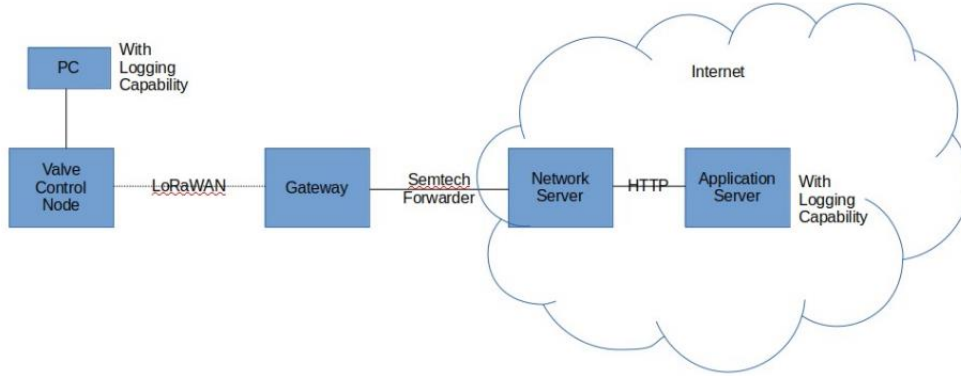 PC
With
Logging
Capability
Internet
Valve
Control
Node
LoRaWAN
Gateway
Semtech
Forwarder
Network
Server
HTTP
Application
Server
With
Logging
Capability